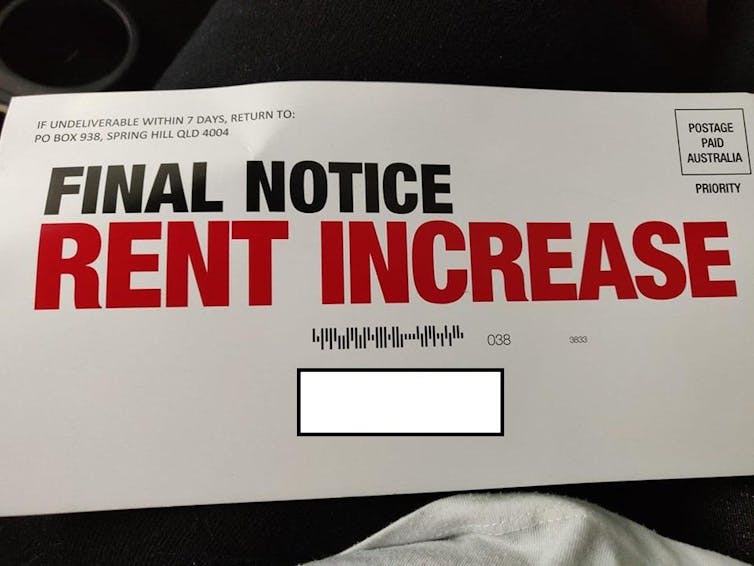 IF UNDELIVERABLE WITHIN 7 DAYS, RETURN TO:
PO BOX 938, SPRING HILL QLD 4004
POSTAGE
PAID
AUSTRALIA
PRIORITY
FINAL NOTICE
RENT INCREASE
038
3833